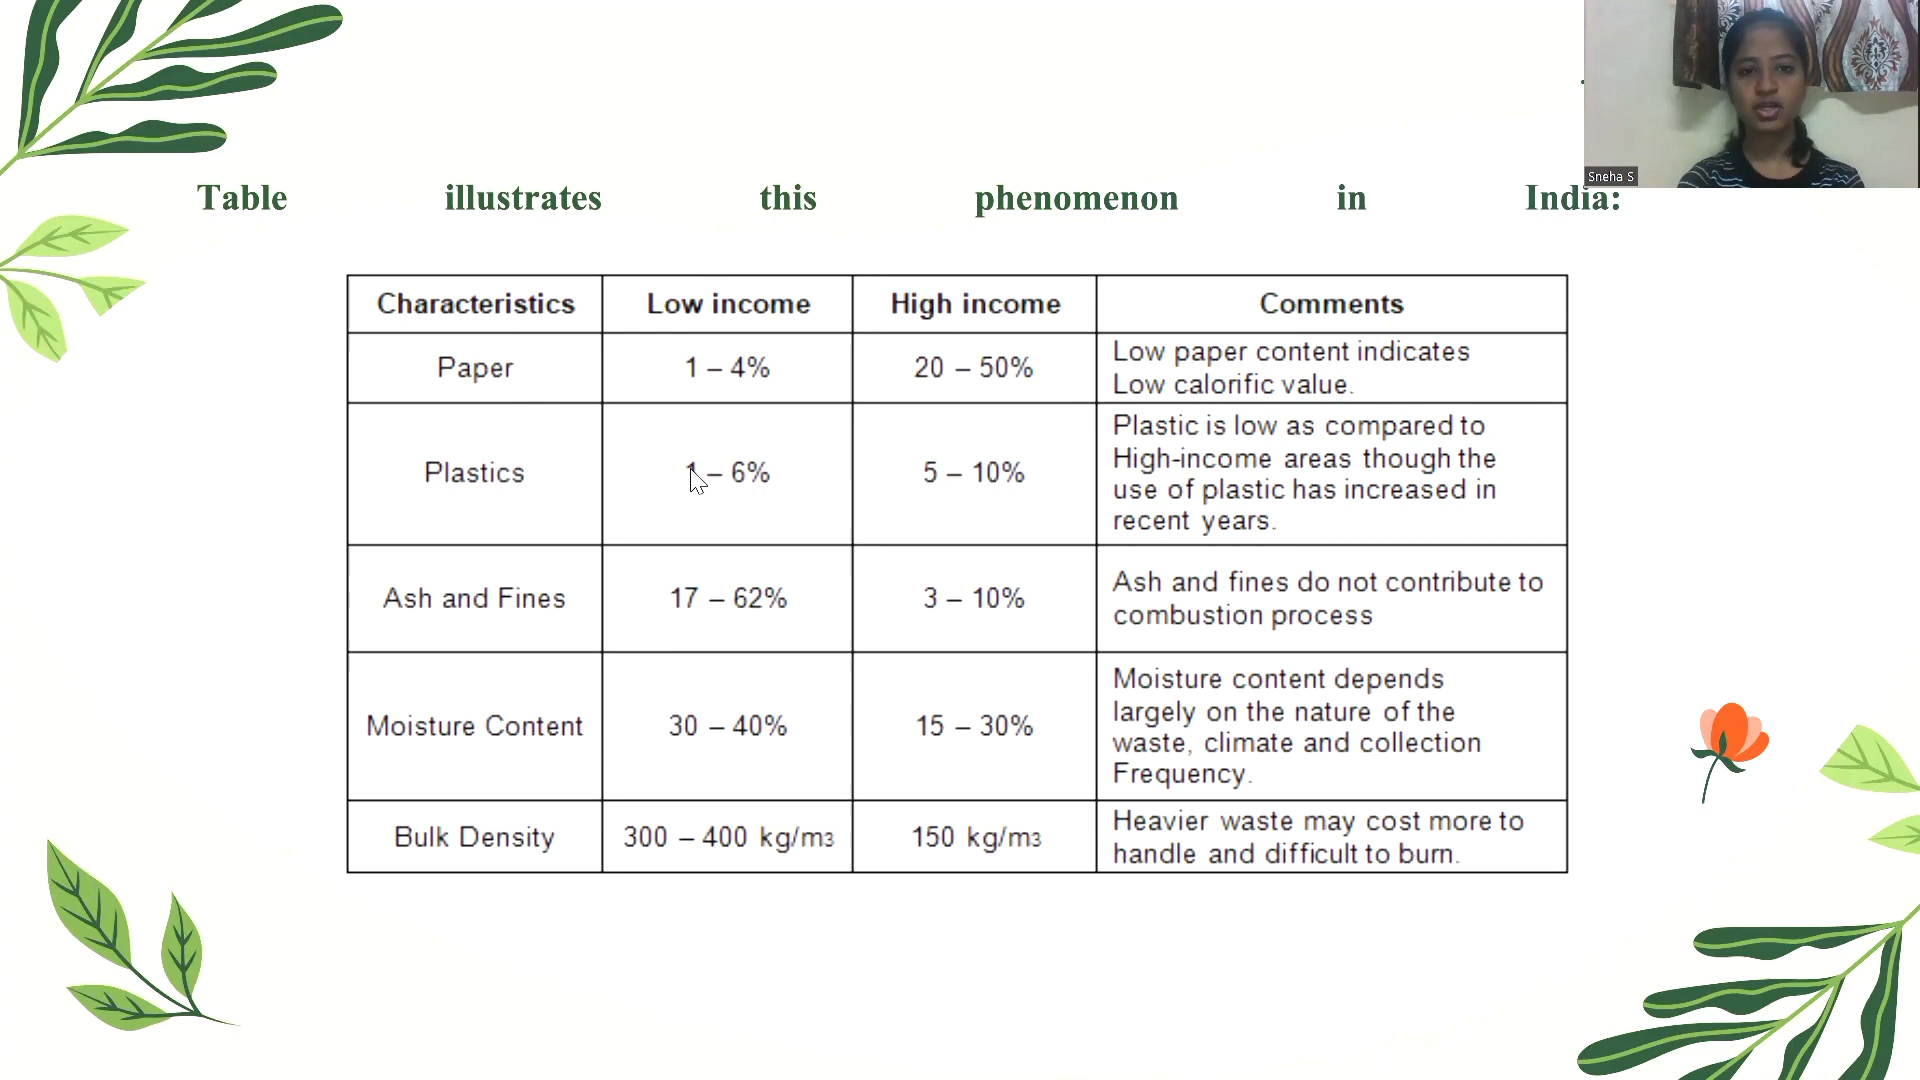 Sneha S
Table illustrates this phenomenon in India:
Characteristics Low income High income Comments
Paper 1 – 4% 20 – 50% Low paper content indicates
Low calorific value.
Plastics 1 – 6% 5 – 10% Plastic is low as compared to
High-income areas though the
use of plastic has increased in
recent years.
Ash and Fines 17 – 62% 3 – 10% Ash and fines do not contribute to
combustion process
Moisture Content 30 – 40% 15 – 30% Moisture content depends
largely on the nature of the
waste, climate and collection
Frequency.
Bulk Density 300 – 400 kg/m3 150 kg/m3 Heavier waste may cost more to
handle and difficult to burn.